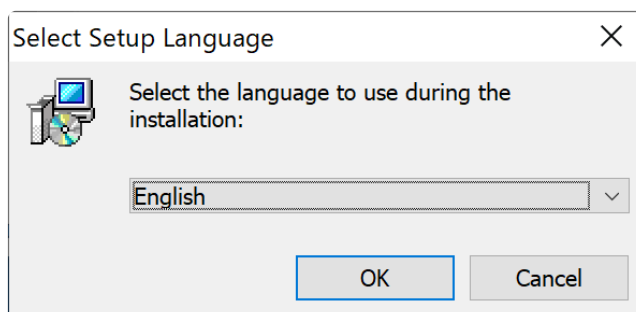 Select Setup Language
Select the language to use during the
installation:
English
OK
Cancel